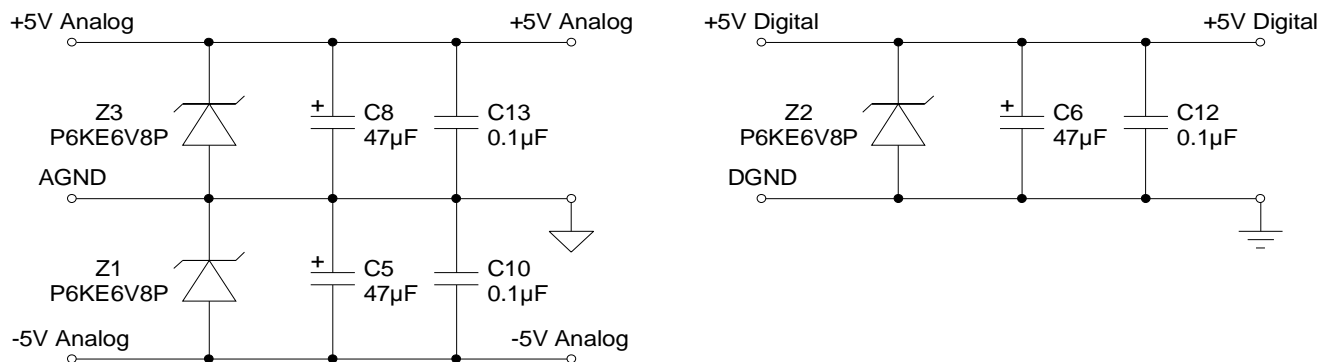 +5V Analog
+5V Analog
Z3
P6KE6V8P
+
C8
47µF
C13
0.1µF
AGND
Z1
P6KE6V8P
+
C5
47µF
C10
0.1µF
-5V Analog
-5V Analog
+5V Digital
+5V Digital
Z2
P6KE6V8P
+
C6
47µF
C12
0.1µF
DGND